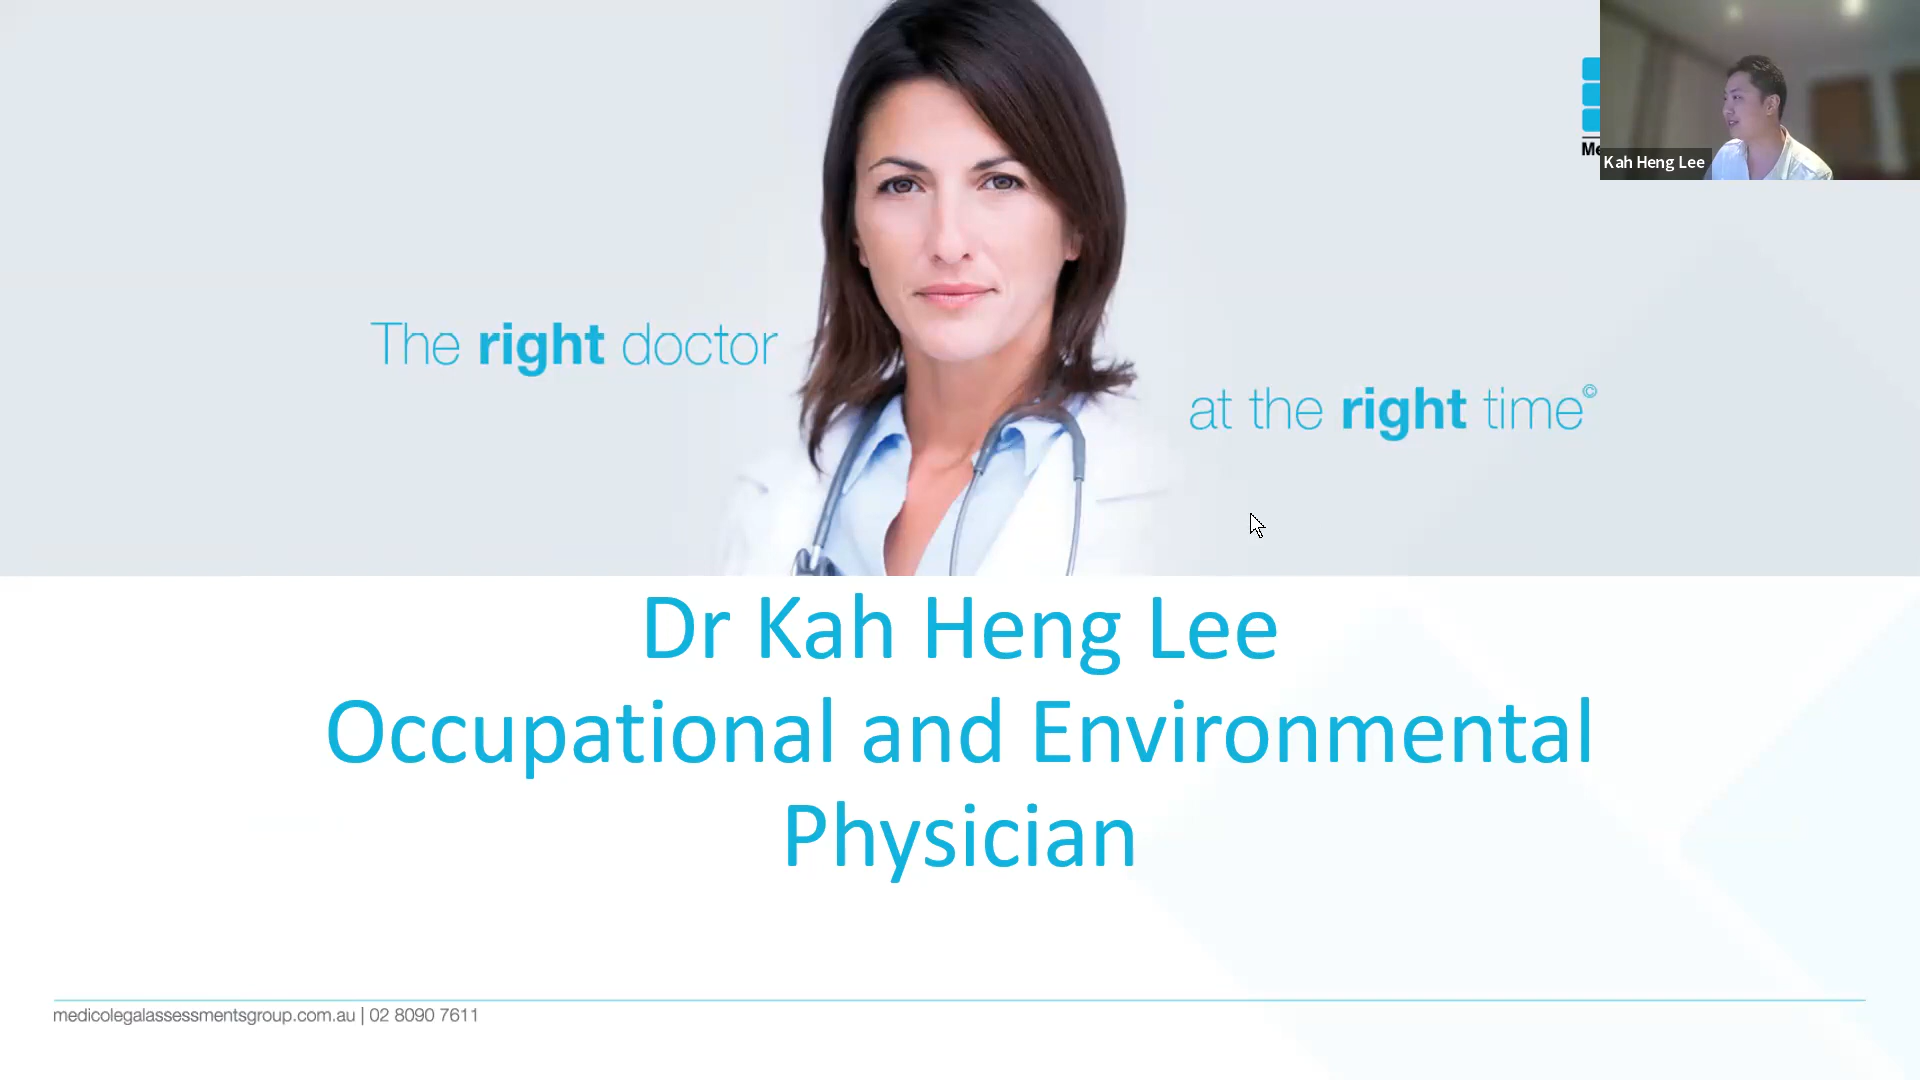 The right doctor
at the right time©
Me
Kah Heng Lee
Dr Kah Heng Lee
Occupational and Environmental
Physician
medicolegalassessmentsgroup.com.au | 02 8090 7611